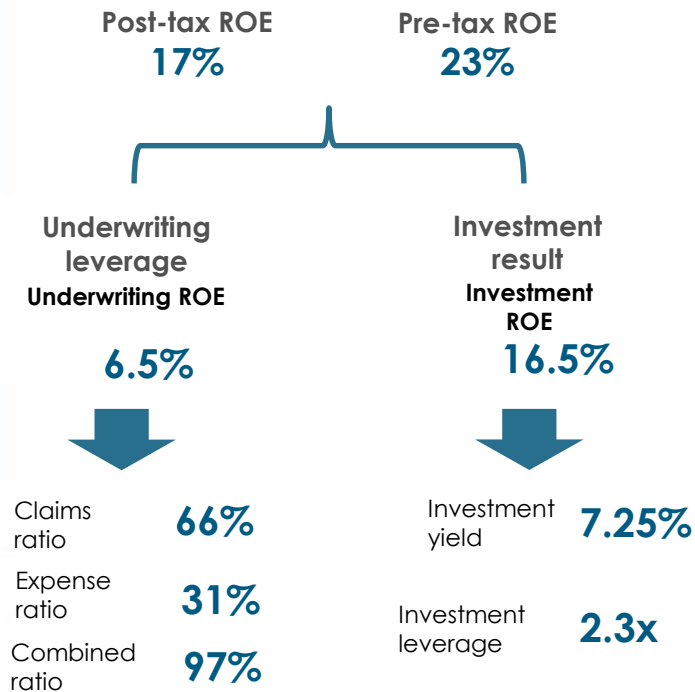 Post-tax ROE
17%
Pre-tax ROE
23%
Underwriting
leverage
Underwriting ROE
6.5%
Investment
result
Investment
ROE
16.5%
Claims
ratio
66%
Expense
ratio
31%
Combined
ratio
97%
Investment
yield
7.25%
Investment
leverage
2.3x